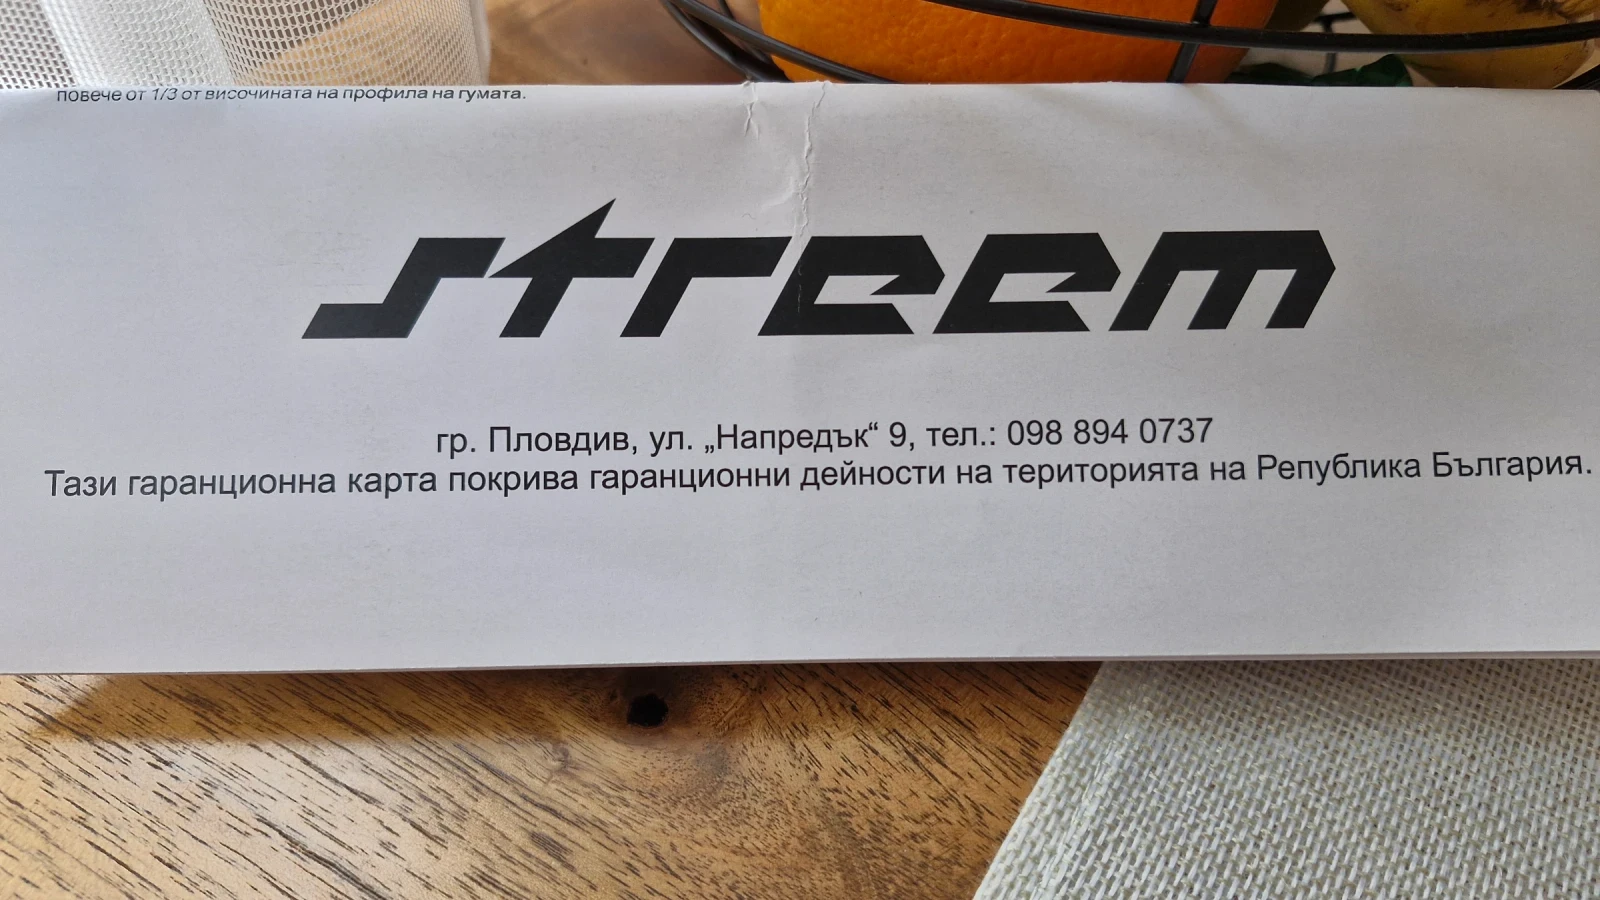 повече от 1/3 от височината на профила на гумата.
streem
гр. Пловдив, ул. „Напредък“ 9, тел.: 098 894 0737
Тази гаранционна карта покрива гаранционни дейности на територията на Република България.